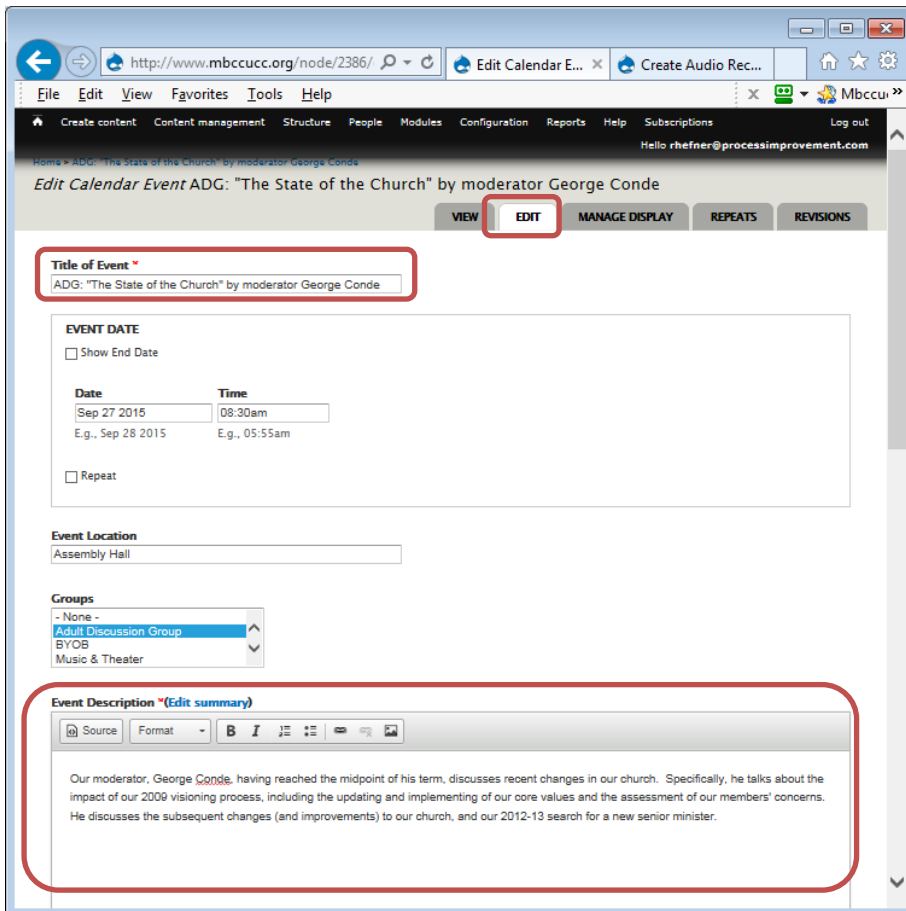 http://www.mbccucc.org/node/2386/
Edit Calendar E...
Create Audio Rec...
File Edit View Favorites Tools Help
X
Mbccu
Create content Content management Structure People Modules Configuration Reports Help Subscriptions Log out
Hello rhefner@processimprovement.com
Home » ADG: "The State of the Church" by moderator George Conde
Edit Calendar Event ADG: "The State of the Church" by moderator George Conde
VIEW EDIT MANAGE DISPLAY REPEATS REVISIONS
Title of Event *
ADG: "The State of the Church" by moderator George Conde
EVENT DATE
Show End Date
Date Time
Sep 27 2015 08:30am
E.g., Sep 28 2015 E.g., 05:55am
Repeat
Event Location
Assembly Hall
Groups
- None -
Adult Discussion Group
BYOB
Music & Theater
Event Description *(Edit summary)
Source Format B I
Our moderator, George Conde, having reached the midpoint of his term, discusses recent changes in our church. Specifically, he talks about the
impact of our 2009 visioning process, including the updating and implementing of our core values and the assessment of our members' concerns.
He discusses the subsequent changes (and improvements) to our church, and our 2012-13 search for a new senior minister.